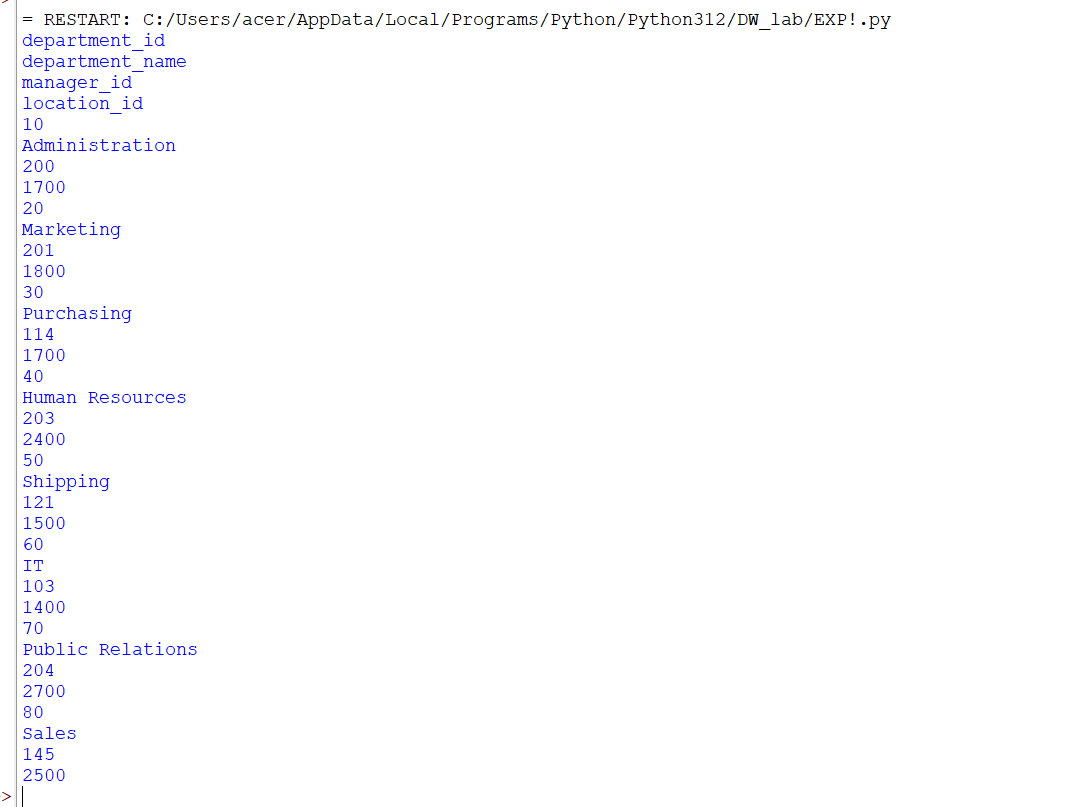 = RESTART: C:/Users/acer/AppData/Local/Programs/Python/Python312/DW_lab/EXP!.py
department_id
department_name
manager_id
location_id
10
Administration
200
1700
20
Marketing
201
1800
30
Purchasing
114
1700
40
Human Resources
203
2400
50
Shipping
121
1500
60
IT
103
1400
70
Public Relations
204
2700
80
Sales
145
2500
>